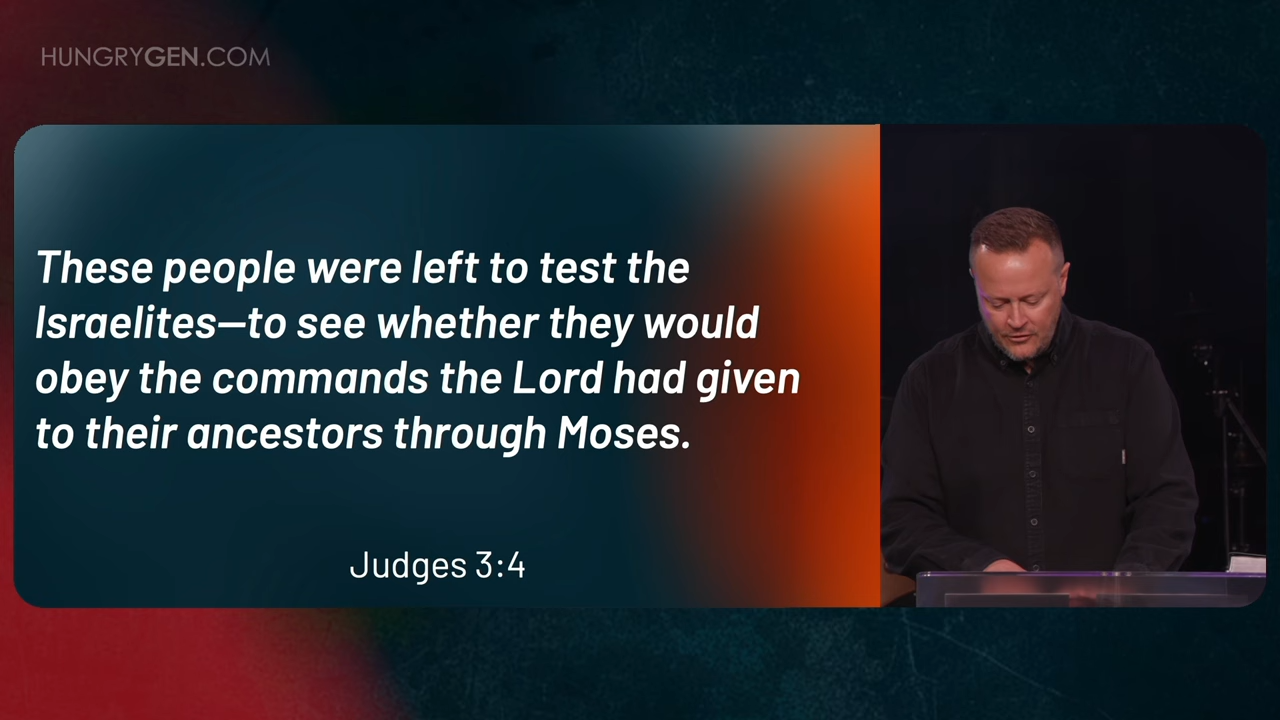 HUNGRYGEN.COM
These people were left to test the
Israelites—to see whether they would
obey the commands the Lord had given
to their ancestors through Moses.
Judges 3:4